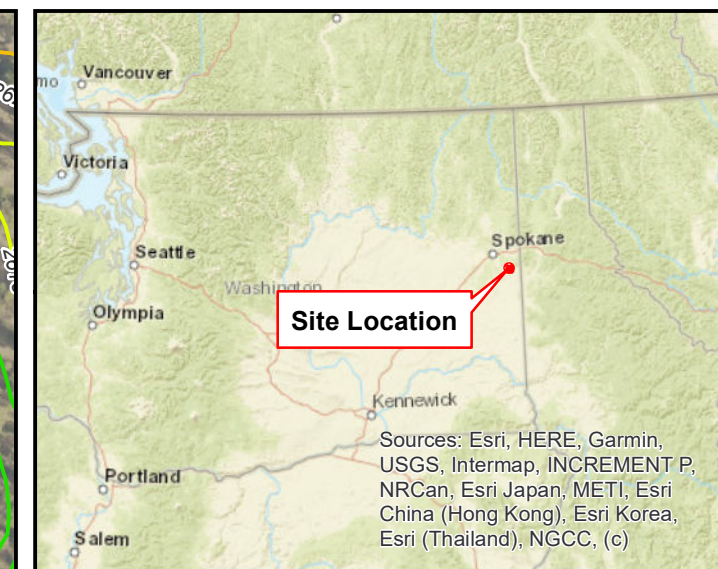 Vancouver
mo
Victoria
Seattle
Spokane
Washington
Olympia
Site Location
Kennewick
Sources: Esri, HERE, Garmin,
USGS, Intermap, INCREMENT P,
NRCan, Esri Japan, METI, Esri
China (Hong Kong), Esri Korea,
Esri (Thailand), NGCC, (c)
Portland
Salem